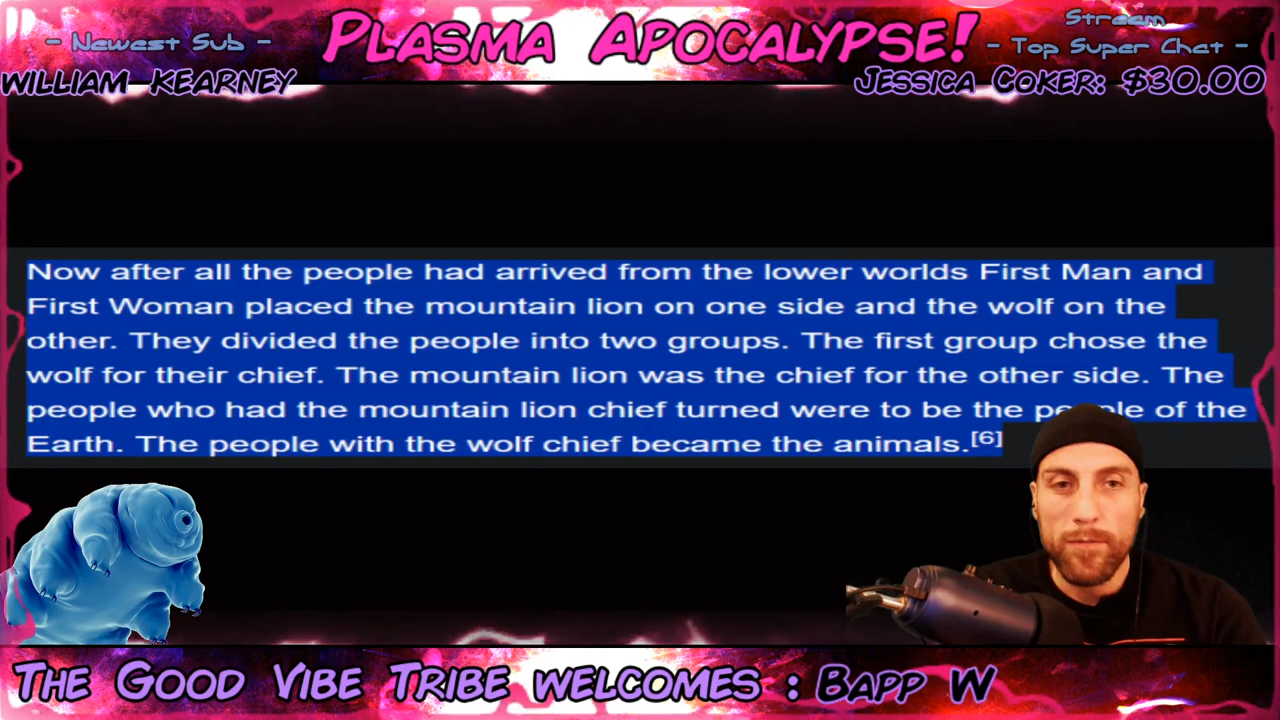 - Newest Sub -
WILLIAM KEARNEY
PLASMA APOCALYPSE!
Stream
- Top Super Chat -
JESSICA COKER: $30.00
Now after all the people had arrived from the lower worlds First Man and
First Woman placed the mountain lion on one side and the wolf on the
other. They divided the people into two groups. The first group chose the
wolf for their chief. The mountain lion was the chief for the other side. The
people who had the mountain lion chief turned were to be the people of the
Earth. The people with the wolf chief became the animals.[6]
THE GOOD VIBE TRIBE WELCOMES : BAPP W